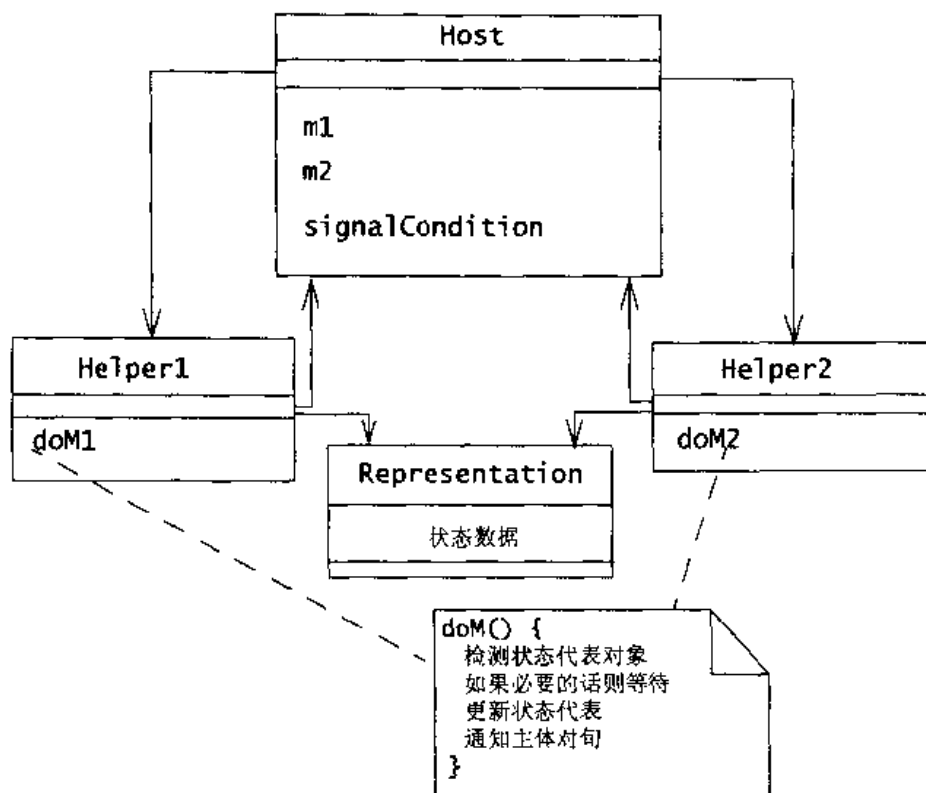 Host
m1
m2
signalCondition
Helper1
doM1
Helper2
doM2
Representation
状态数据
doM() {
检测状态代表对象
如果必要的话则等待
更新状态代表
通知主体对句
}